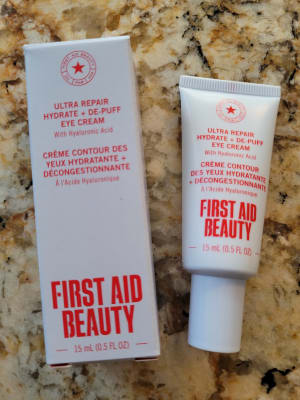 ULTRA REPAIR
HYDRATE + DE-PUFF
EYE CREAM
With Hyaluronic Acid
CRÈME CONTOUR DES
YEUX HYDRATANTE +
DÉCONGESTIONNANTE
À l'Acide Hyaluronique
FIRST AID
BEAUTY
15 mL (0.5 FL OZ)
ULTRA REPAIR
HYDRATE + DE-PUFF
EYE CREAM
With Hyaluronic Acid
CRÈME CONTOUR
DES YEUX HYDRATANTE
+ DÉCONGESTIONNANTE
À l'Acide Hyaluronique
FIRST AID
BEAUTY
15 mL (0.5 FL OZ)